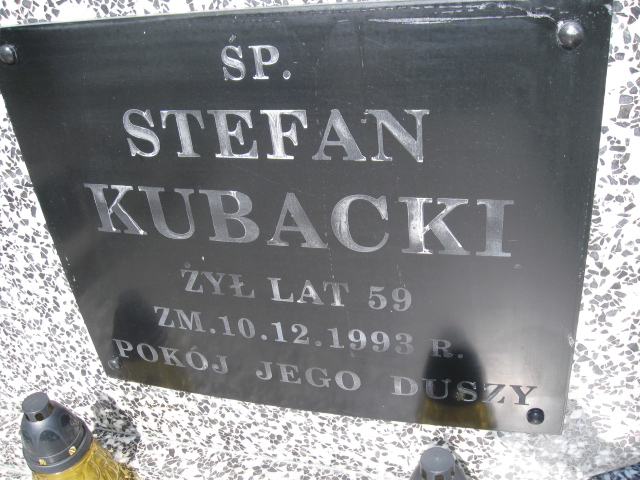 ŚP.
STEFAN
KUBACKI
ŻYŁ LAT 59
ZM. 10.12.1993 R.
POKÓJ JEGO DUSZY